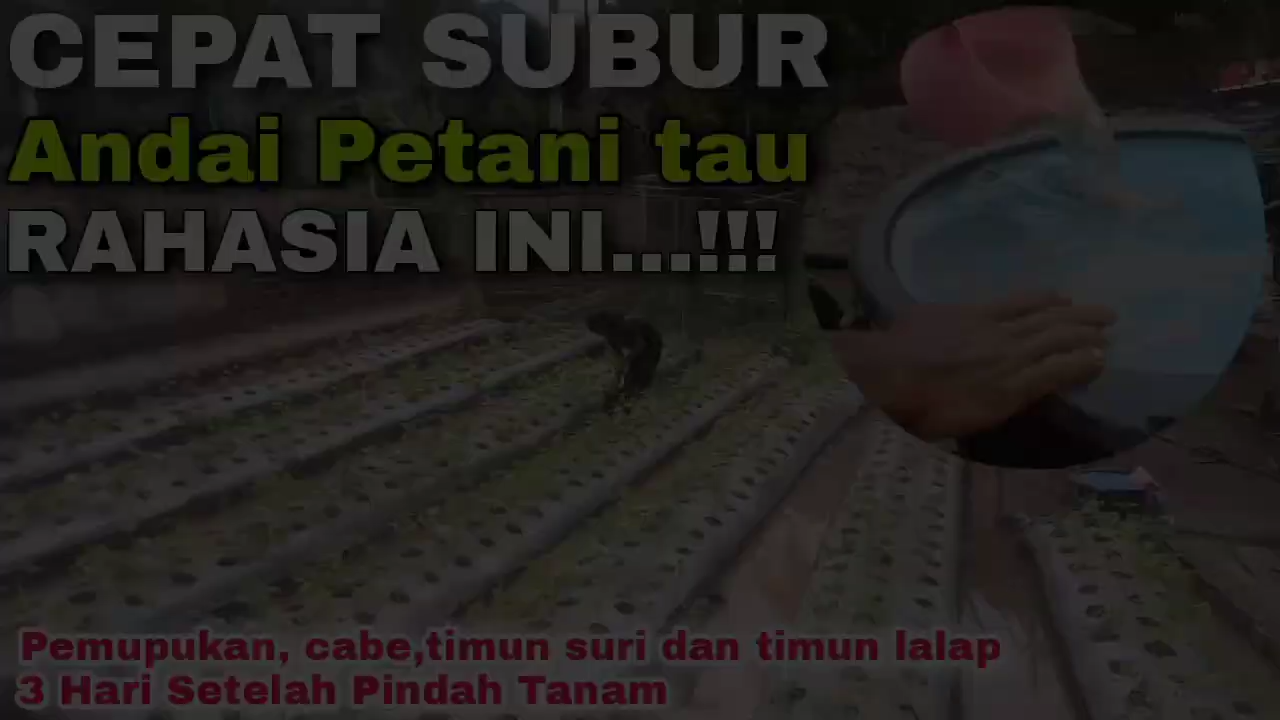 CEPAT SUBUR
Andai Petani tau
RAHASIA INI...!!!
Pemupukan, cabe,timun suri dan timun lalap
3 Hari Setelah Pindah Tanam